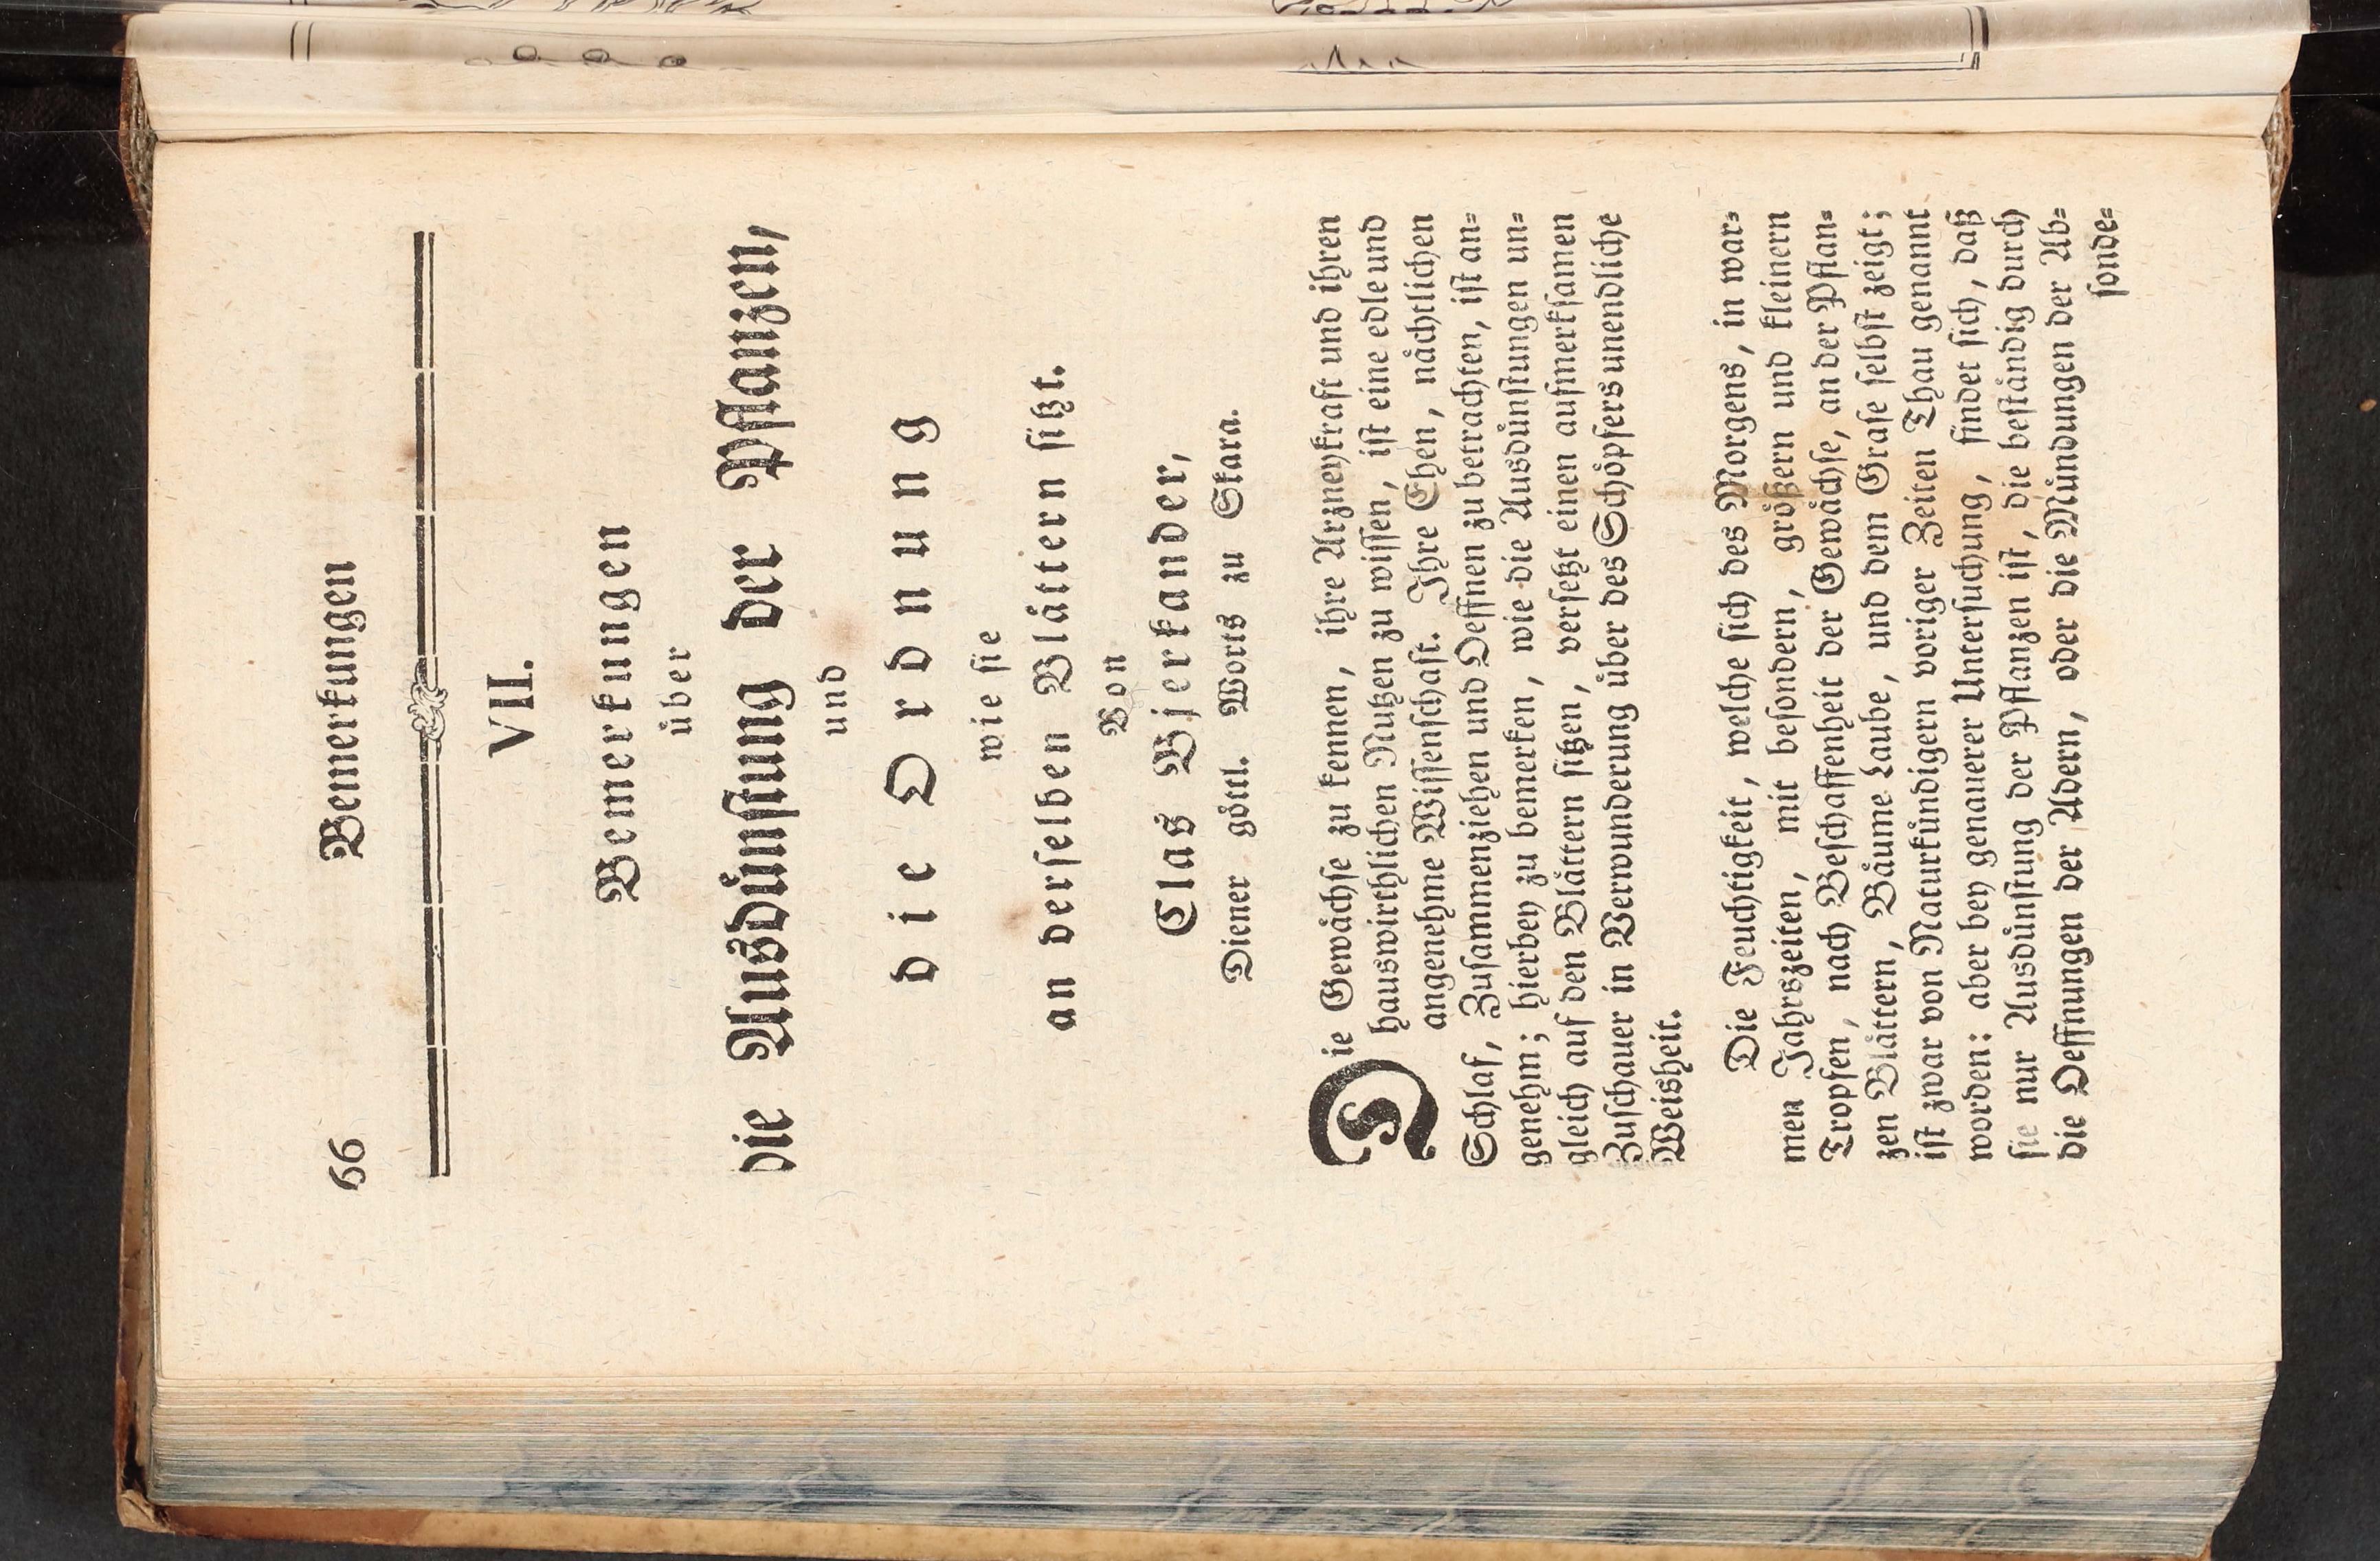 66 Bemerkungen
VII.
Bemerkungen
über
die Ausdünstung der Pflanzen,
und
die Ordnung
wie sie
an derselben Blättern sitzt.
Von
Clas Bjerkander,
Diener göttl. Worts zu Skara.
Die Gewächse zu kennen, ihre Arzneykraft und ihren
hauswirthlichen Nutzen zu wissen, ist eine edle und
angenehme Wissenschaft. Ihre Ehen, nächtlichen
Schlaf, Zusammenziehen und Oeffnen zu betrachten, ist an=
genehm; hierbey zu bemerken, wie die Ausdünstungen un=
gleich auf den Blättern sitzen, versetzt einen aufmerksamen
Zuschauer in Verwunderung über des Schöpfers unendliche
Weisheit.
Die Feuchtigkeit, welche sich des Morgens, in war=
men Jahrszeiten, mit besondern, größern und kleinern
Tropfen, nach Beschaffenheit der Gewächse, an der Pflan=
zen Blättern, Bäume Laube, und dem Grase selbst zeigt;
ist zwar von Naturkündigern voriger Zeiten Thau genannt
worden: aber bey genauerer Untersuchung, findet sich, daß
sie nur Ausdünstung der Pflanzen ist, die beständig durch
die Oeffnungen der Adern, oder die Mündungen der Ab=
sonde=